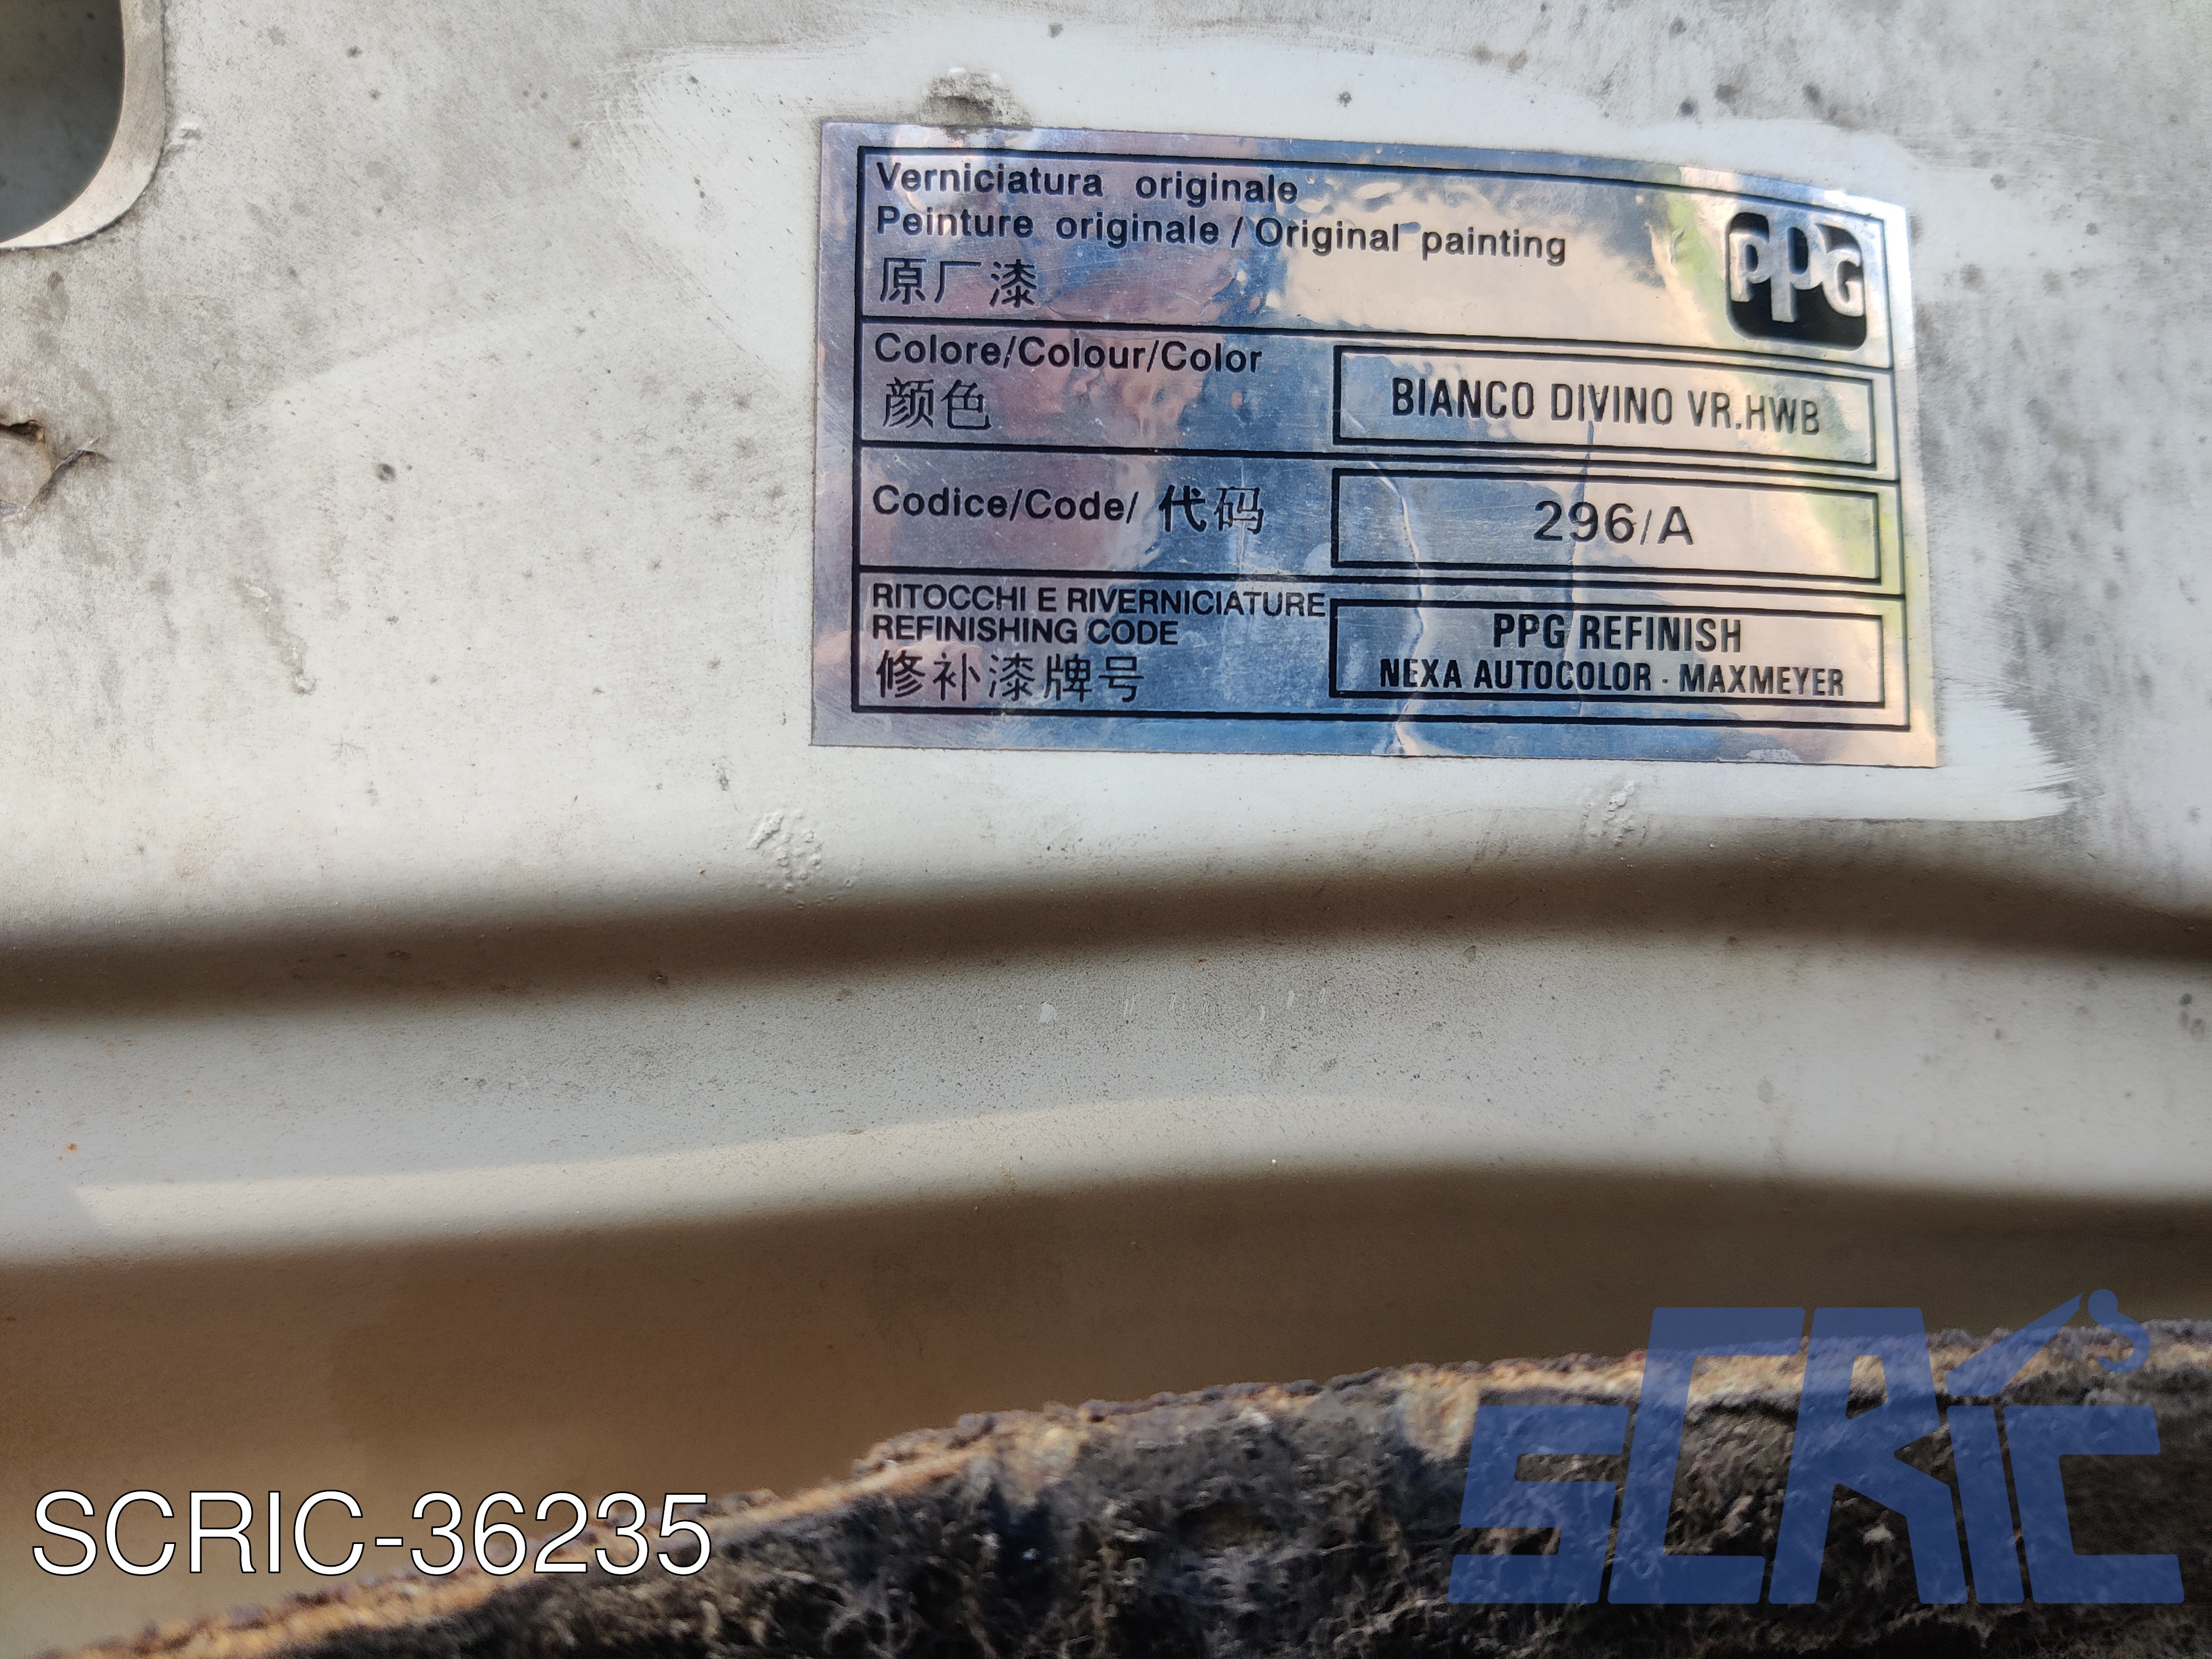 Verniciatura originale
Peinture originale / Original painting
原厂漆
PPG
Colore/Colour/Color
颜色
BIANCO DIVINO VR.HWB
Codice/Code/ 代码
296/A
RITOCCHI E RIVERNICIATURE
REFINISHING CODE
修补漆牌号
PPG REFINISH
NEXA AUTOCOLOR - MAXMEYER
SCRIC-36235
SCRiC